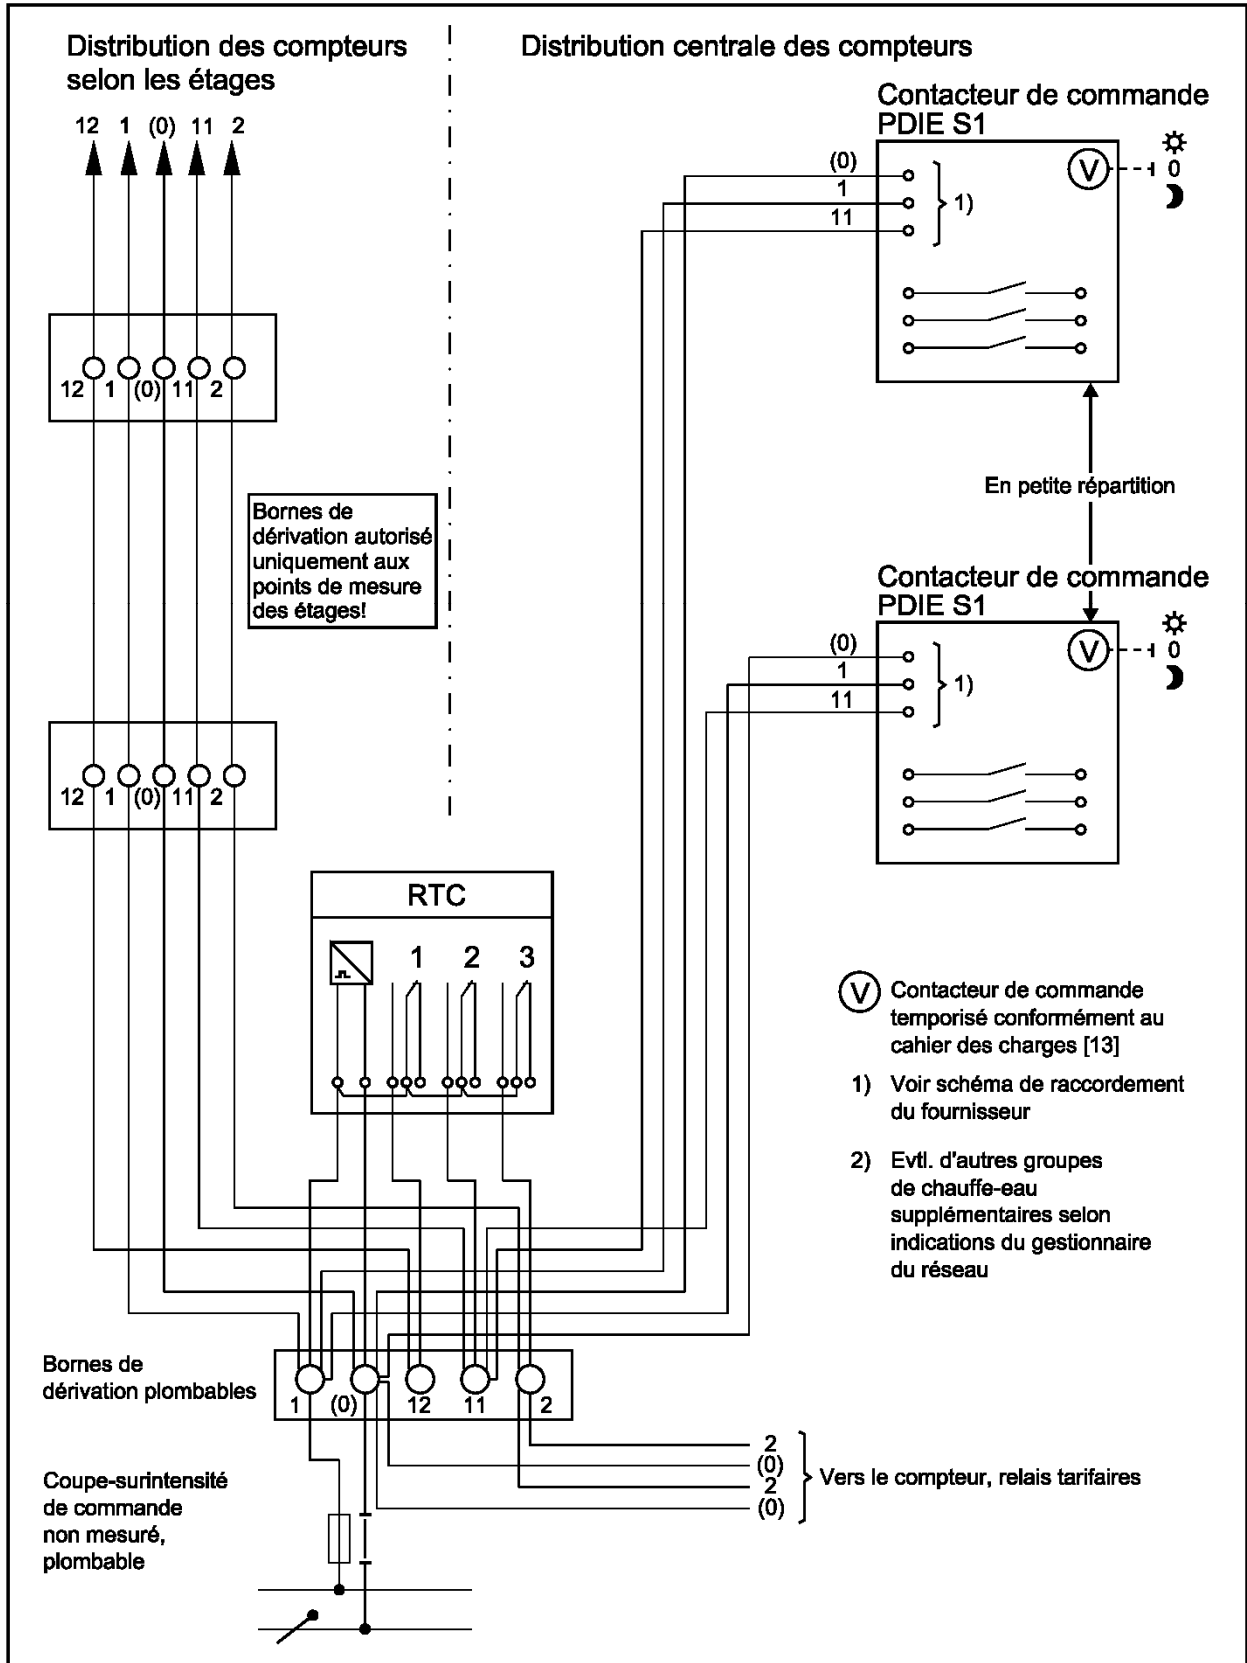 Distribution des compteurs
selon les étages
Distribution centrale des compteurs
12 1 (0) 11 2
Contacteur de commande
PDIE S1
(0)
1
11
1)
V
0
12 1 (0) 11 2
En petite répartition
Bornes de
dérivation autorisé
uniquement aux
points de mesure
des étages!
Contacteur de commande
PDIE S1
(0)
1
11
1)
V
0
12 1 (0) 11 2
RTC
1 2 3
V Contacteur de commande
temporisé conformément au
cahier des charges [13]
1) Voir schéma de raccordement
du fournisseur
2) Evtl. d'autres groupes
de chauffe-eau
supplémentaires selon
indications du gestionnaire
du réseau
Bornes de
dérivation plombables
1 (0) 12 11 2
2
(0)
2
(0)
Vers le compteur, relais tarifaires
Coupe-surintensité
de commande
non mesuré,
plombable